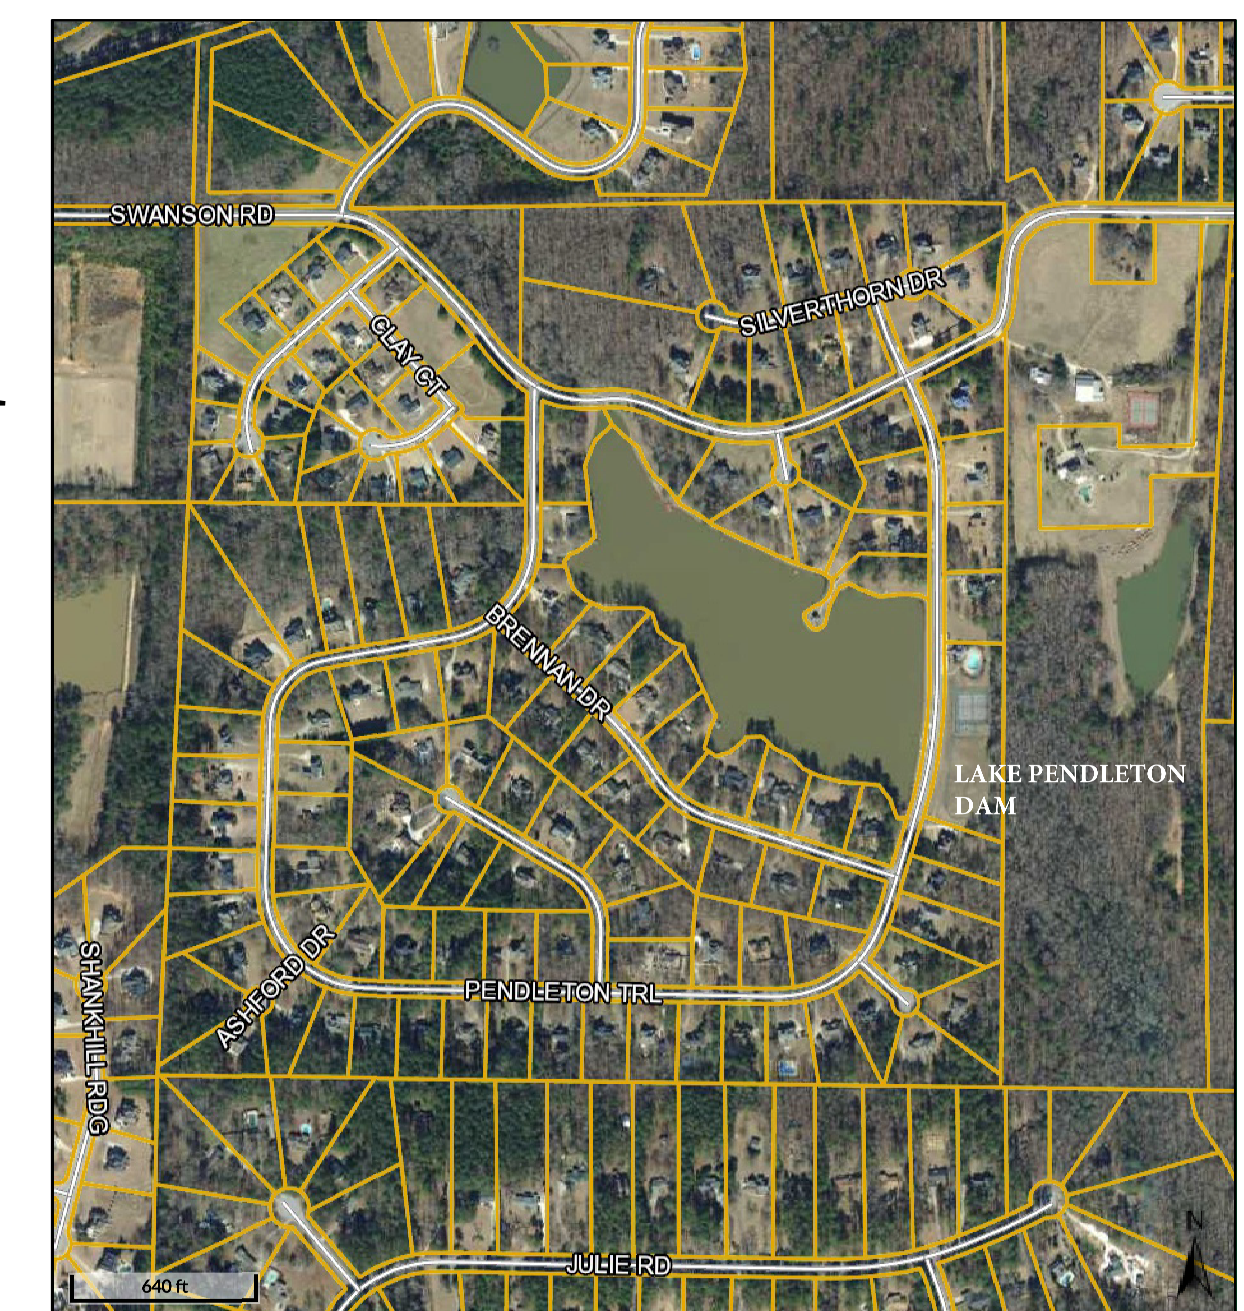 SWANSON RD
SILVERTHORN DR
CLAY CT
BRENNAN DR
LAKE PENDLETON
DAM
ASHFORD DR
PENDLETON TRL
SHANKHILL RDG
N
JULIE RD
640 ft